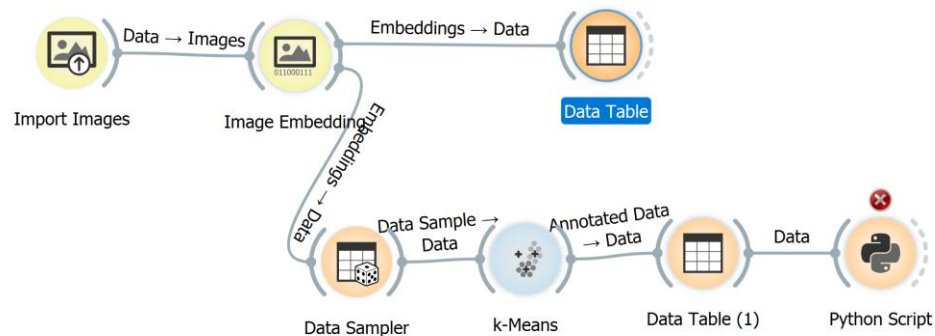 Data → Images
Embeddings → Data
011000111
Import Images
Image Embedding
Data Table
Embeddings → Data
Data Sample →
Data
Annotated Data
→ Data
Data
Data Sampler
k-Means
Data Table (1)
Python Script